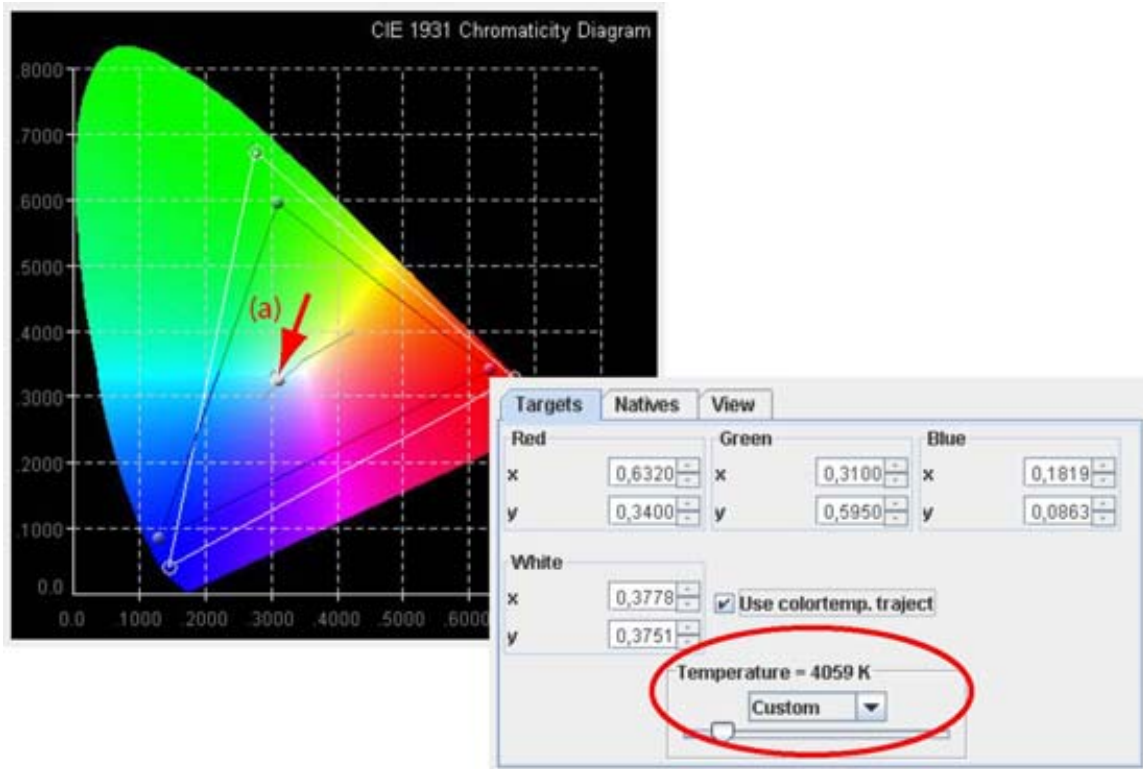 CIE 1931 Chromaticity Diagram
.8000
.7000
.6000
.5000
(a)
.4000
.3000
.2000
.1000
0.0
0.0 .1000 .2000 .3000 .4000 .5000 .6000
Targets Natives View
Red Green Blue
x 0,6320 x 0,3100 x 0,1819
y 0,3400 y 0,5950 y 0,0863
White
x 0,3778 Use colortemp. traject
y 0,3751
Temperature = 4059 K
Custom